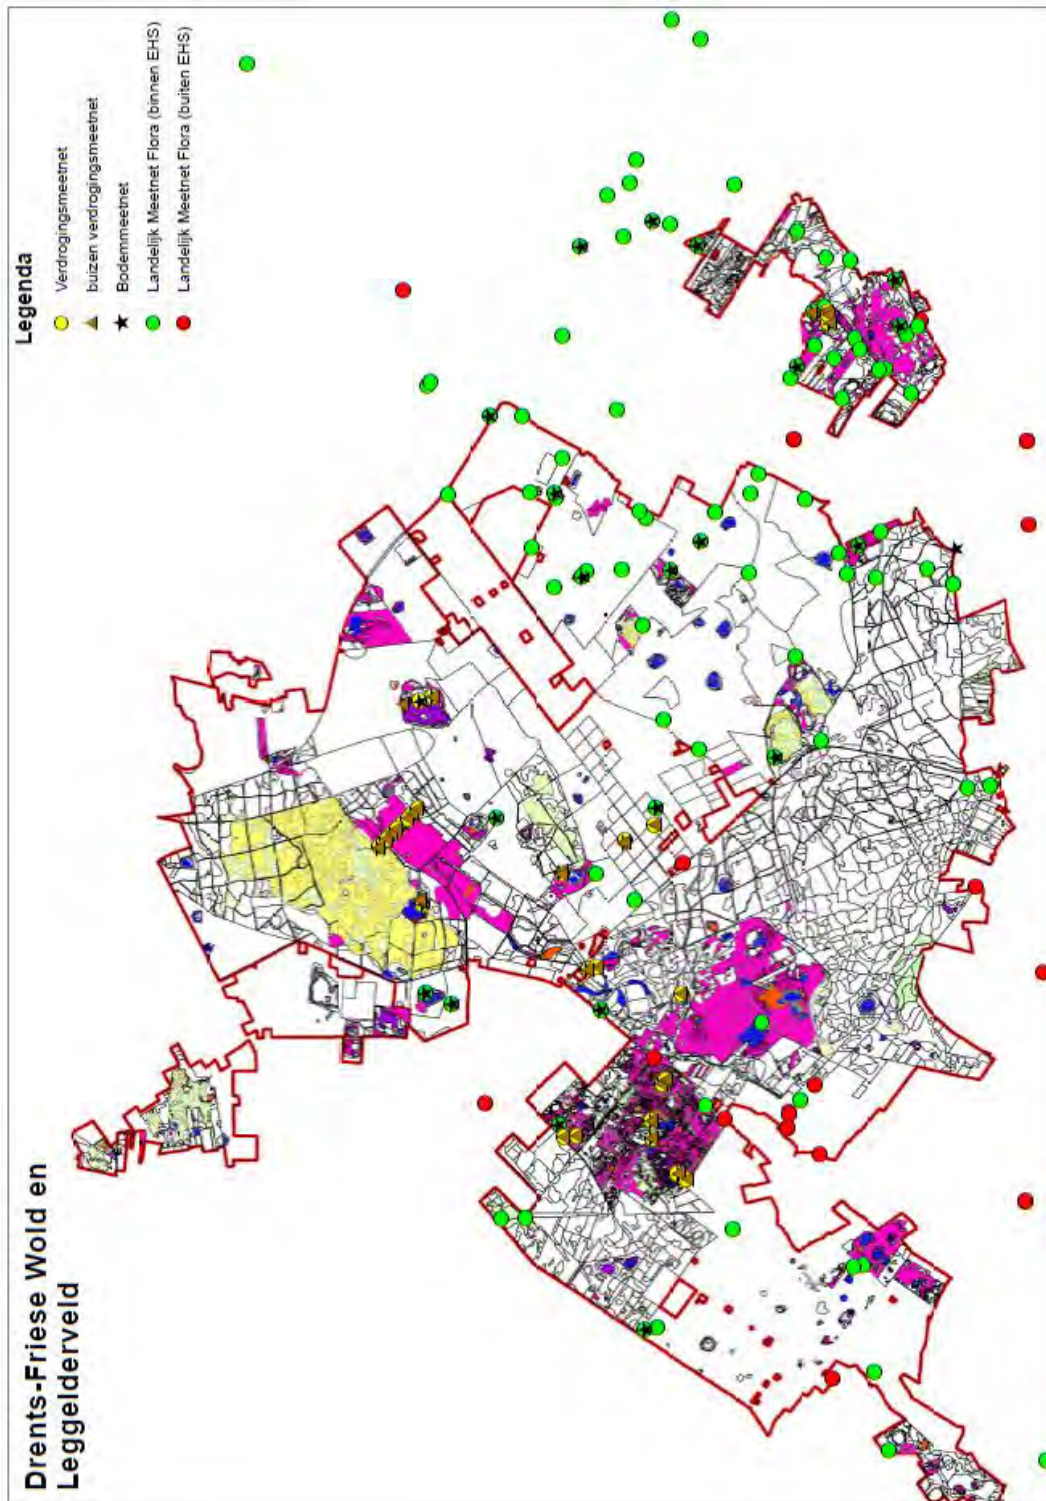 Drents-Friese Wold en
Leggelderveld
Legenda
Verdrogingsmeetnet
buizen verdrogingsmeetnet
Bodemmeetnet
Landelijk Meetnet Flora (binnen EHS)
Landelijk Meetnet Flora (buiten EHS)